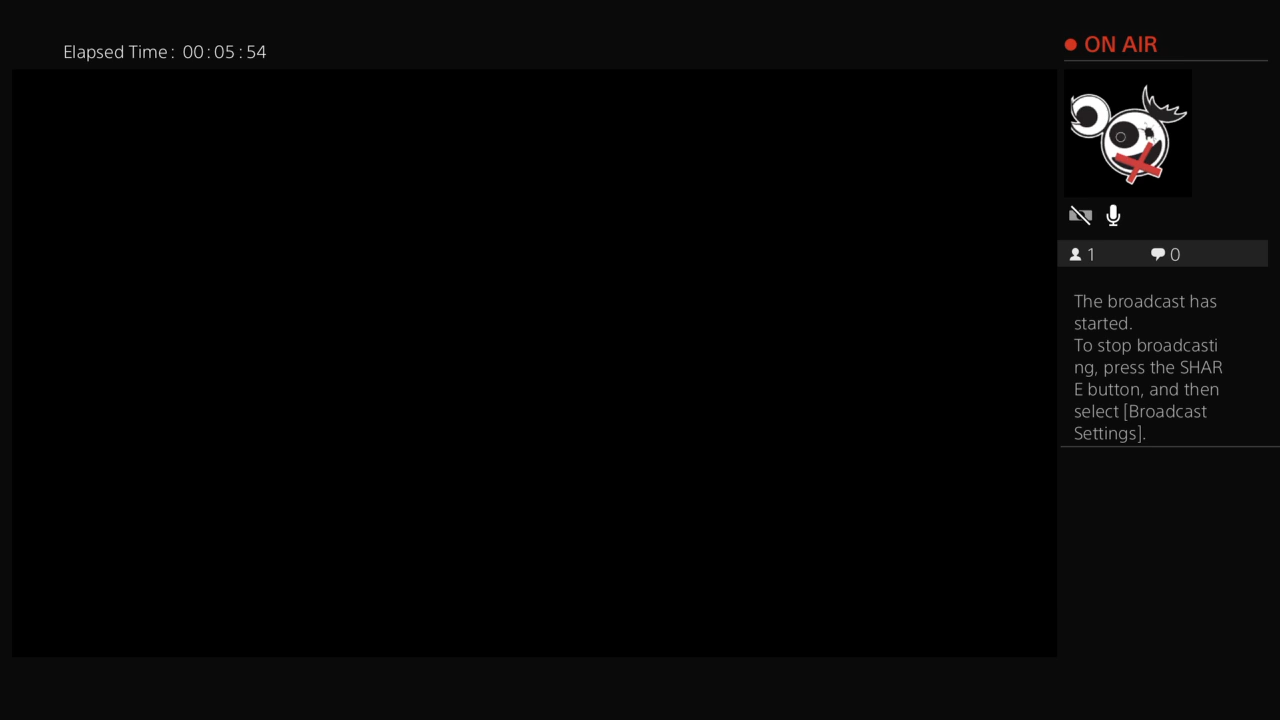 Elapsed Time: 00:05:54
ON AIR
1 0
The broadcast has
started.
To stop broadcasti
ng, press the SHAR
E button, and then
select [Broadcast
Settings].